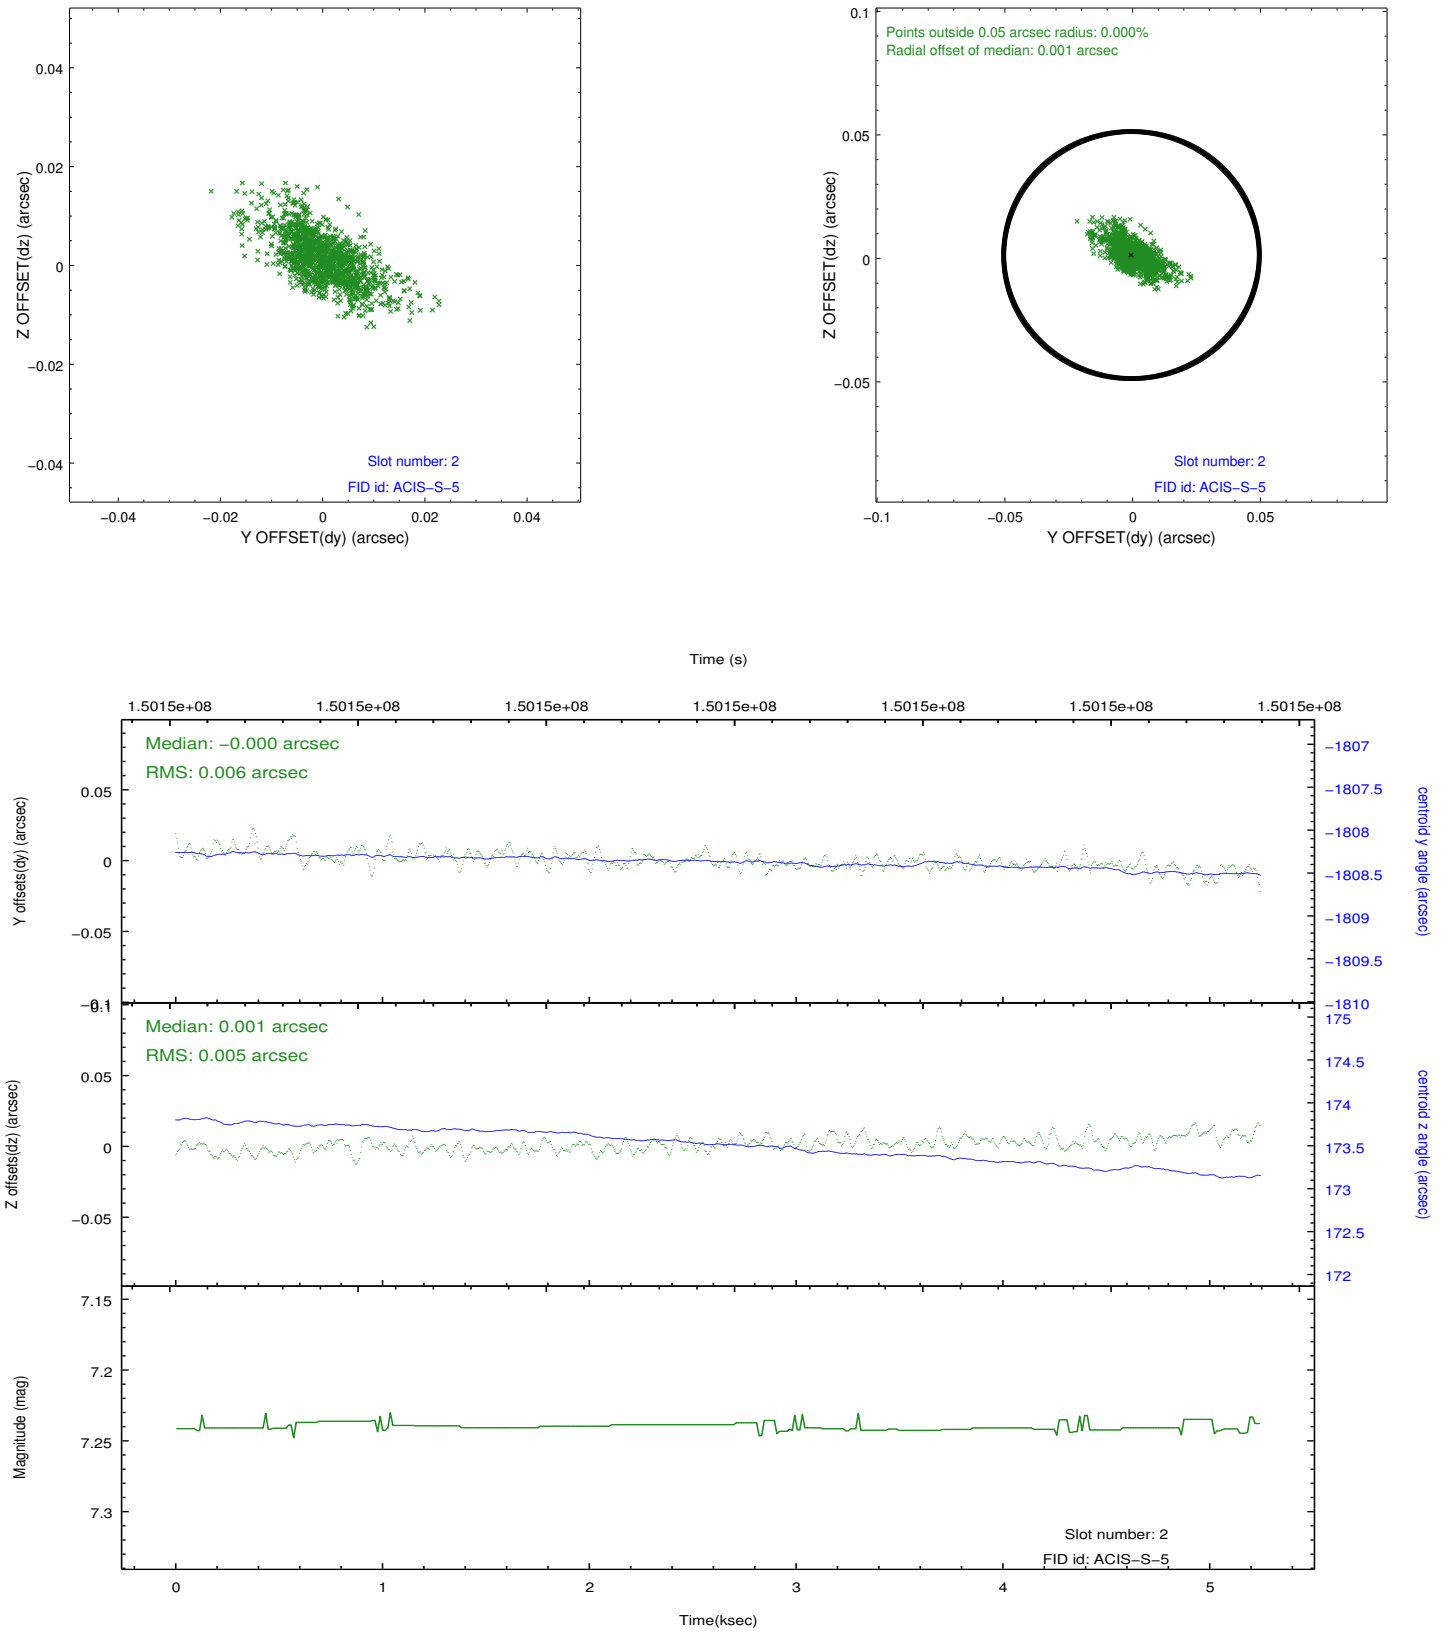 0.04
0.02
0
−0.02
−0.04
Z OFFSET(dz) (arcsec)
Slot number: 2
FID id: ACIS−S−5
−0.04
−0.02
0
0.02
0.04
Y OFFSET(dy) (arcsec)
0.1
0.05
0
−0.05
Z OFFSET(dz) (arcsec)
Points outside 0.05 arcsec radius: 0.000%
Radial offset of median: 0.001 arcsec
Slot number: 2
FID id: ACIS−S−5
−0.1
−0.05
0
0.05
Y OFFSET(dy) (arcsec)
Time (s)
1.5015e+08
1.5015e+08
1.5015e+08
1.5015e+08
1.5015e+08
1.5015e+08
1.5015e+08
Median: −0.000 arcsec
RMS: 0.006 arcsec
0.05
0
−0.05
−0.1
Y offsets(dy) (arcsec)
−1807
−1807.5
−1808
−1808.5
−1809
−1809.5
−1810
centroid y angle (arcsec)
Median: 0.001 arcsec
RMS: 0.005 arcsec
0.1
0.05
0
−0.05
Z offsets(dz) (arcsec)
175
174.5
174
173.5
173
172.5
172
centroid z angle (arcsec)
7.15
7.2
7.25
7.3
Magnitude (mag)
Slot number: 2
FID id: ACIS−S−5
0
1
2
3
4
5
Time(ksec)